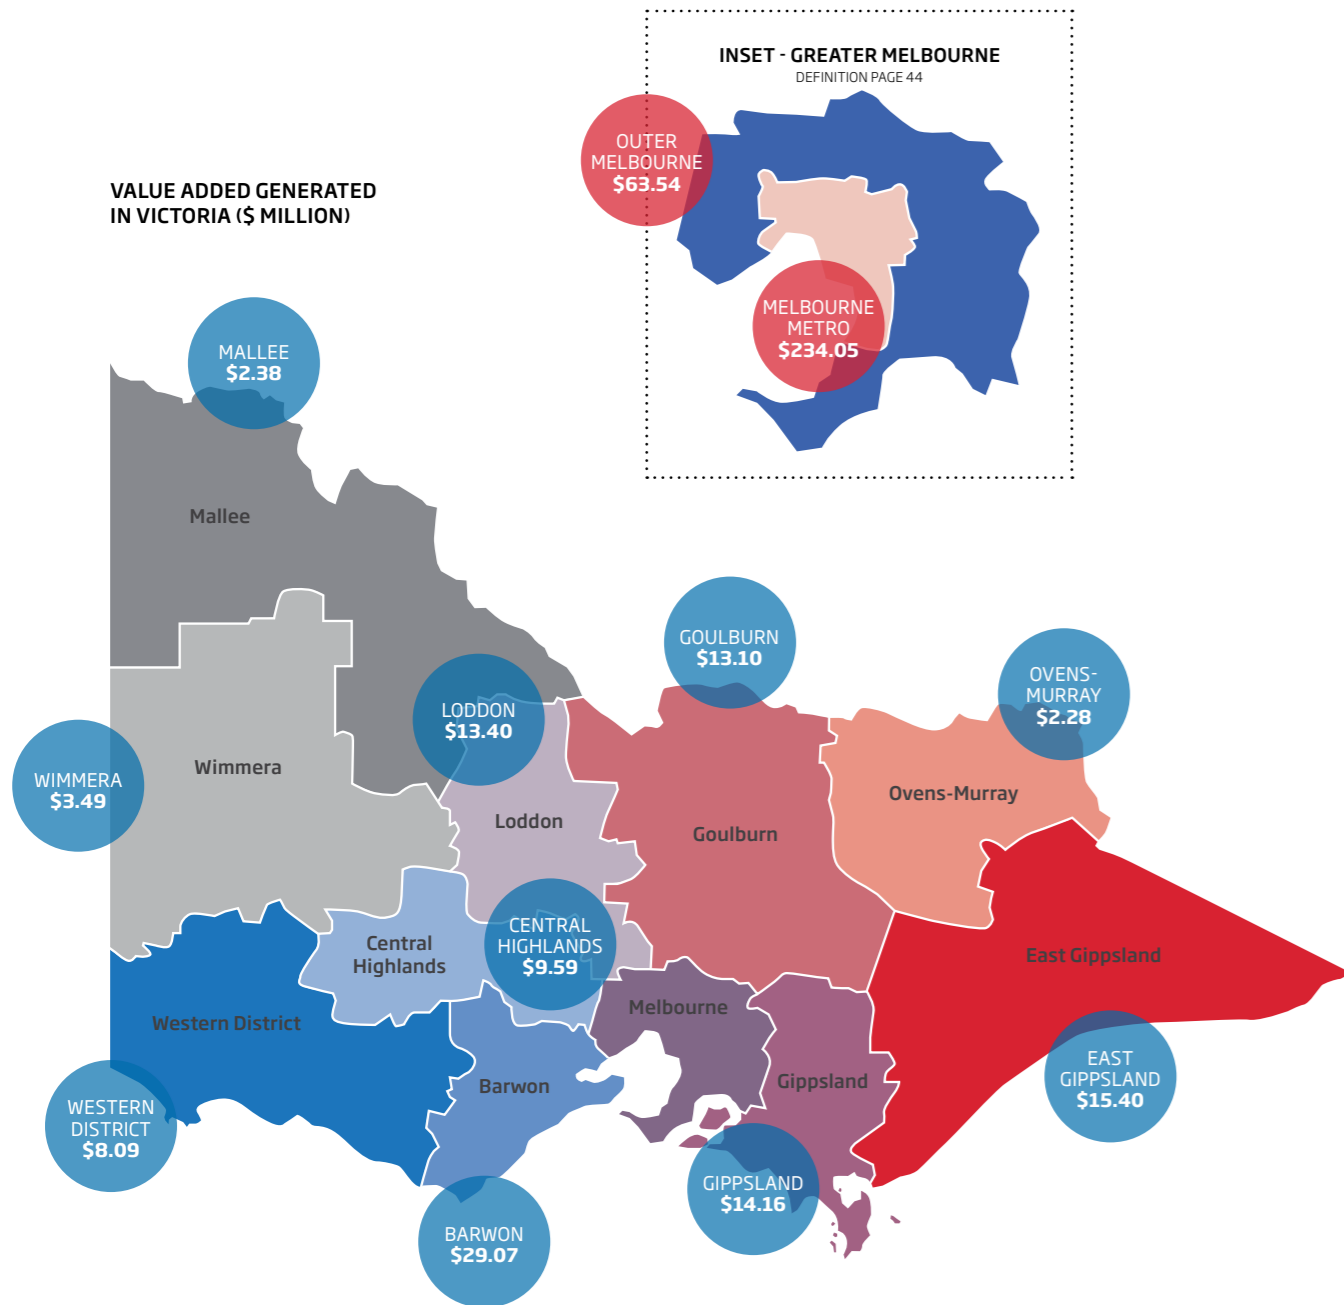 INSET - GREATER MELBOURNE
DEFINITION PAGE 44
OUTER
MELBOURNE
$63.54
VALUE ADDED GENERATED
IN VICTORIA ($ MILLION)
MELBOURNE
METRO
$234.05
MALLEE
$2.38
Mallee
GOULBURN
$13.10
OVENS-
MURRAY
$2.28
LODDON
$13.40
WIMMERA
$3.49
Wimmera
Loddon
Goulburn
Ovens-Murray
CENTRAL
HIGHLANDS
$9.59
Central
Highlands
East Gippsland
Western District
Melbourne
Barwon
Gippsland
EAST
GIPPSLAND
$15.40
WESTERN
DISTRICT
$8.09
GIPPSLAND
$14.16
BARWON
$29.07